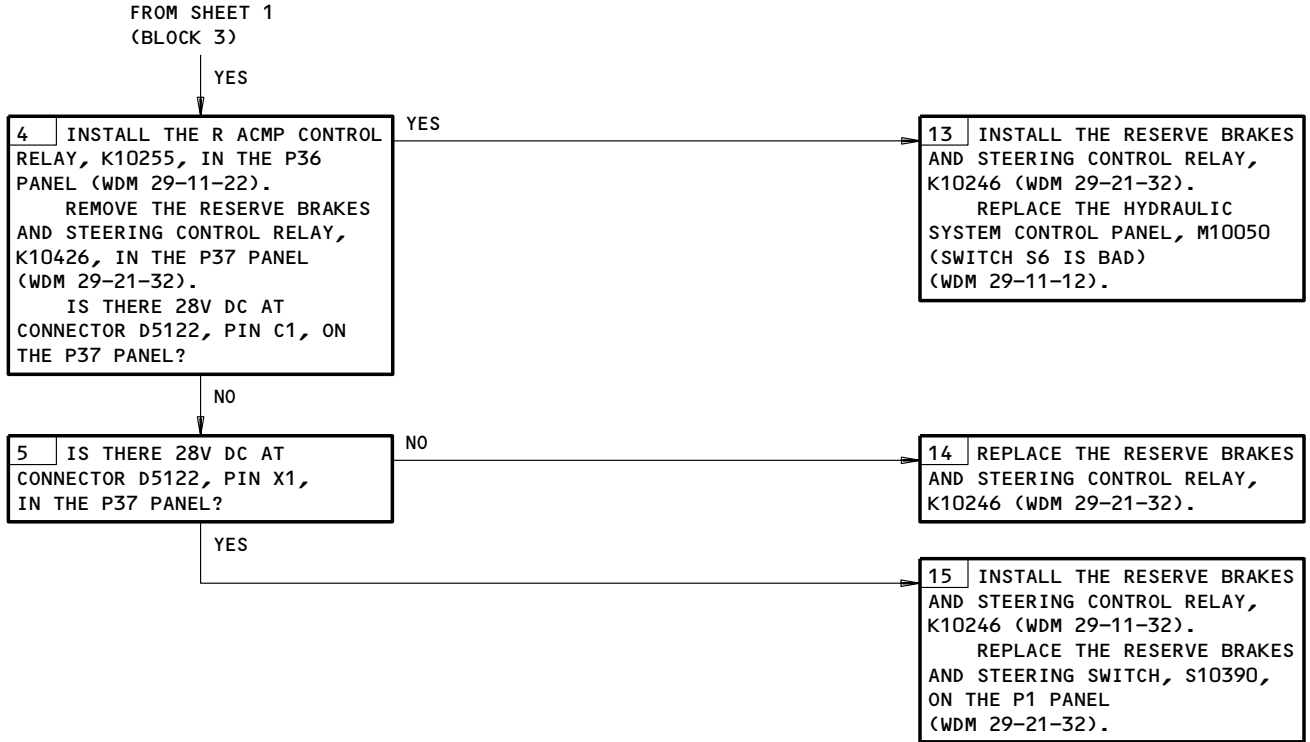 FROM SHEET 1
(BLOCK 3)
YES
4 INSTALL THE R ACMP CONTROL
RELAY, K10255, IN THE P36
PANEL (WDM 29-11-22).
REMOVE THE RESERVE BRAKES
AND STEERING CONTROL RELAY,
K10426, IN THE P37 PANEL
(WDM 29-21-32).
IS THERE 28V DC AT
CONNECTOR D5122, PIN C1, ON
THE P37 PANEL?
YES
13 INSTALL THE RESERVE BRAKES
AND STEERING CONTROL RELAY,
K10246 (WDM 29-21-32).
REPLACE THE HYDRAULIC
SYSTEM CONTROL PANEL, M10050
(SWITCH S6 IS BAD)
(WDM 29-11-12).
NO
5 IS THERE 28V DC AT
CONNECTOR D5122, PIN X1,
IN THE P37 PANEL?
NO
14 REPLACE THE RESERVE BRAKES
AND STEERING CONTROL RELAY,
K10246 (WDM 29-21-32).
YES
15 INSTALL THE RESERVE BRAKES
AND STEERING CONTROL RELAY,
K10246 (WDM 29-11-32).
REPLACE THE RESERVE BRAKES
AND STEERING SWITCH, S10390,
ON THE P1 PANEL
(WDM 29-21-32).